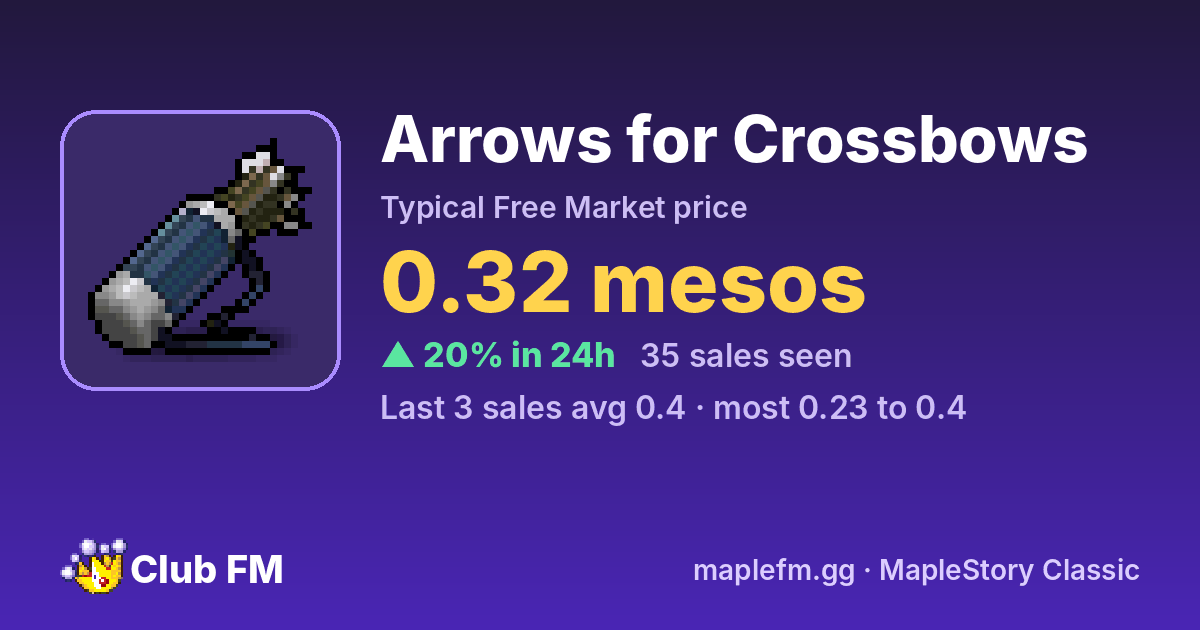 Arrows for Crossbows
Typical Free Market price
0.32 mesos
▲ 20% in 24h 35 sales seen
Last 3 sales avg 0.4 · most 0.23 to 0.4
Club FM
maplefm.gg · MapleStory Classic